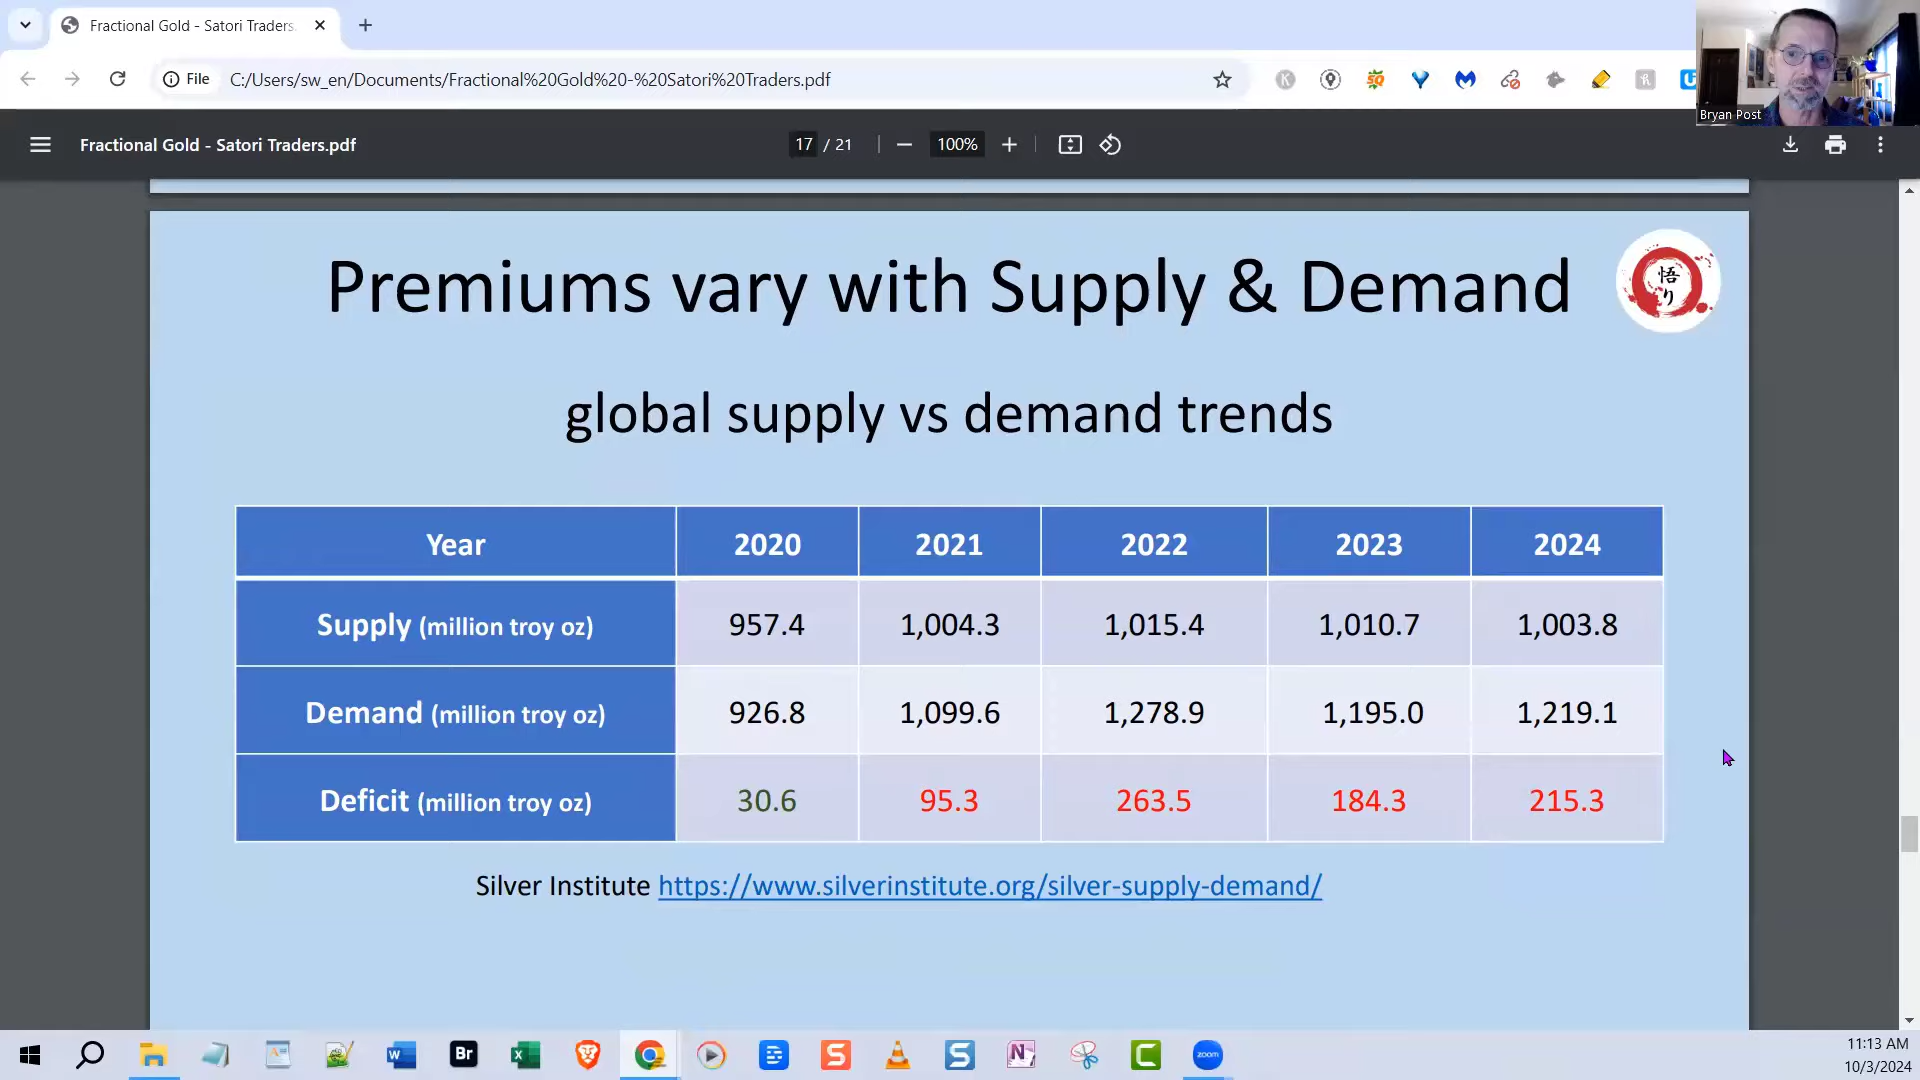 Fractional Gold - Satori Traders.
File
C:/Users/sw_en/Documents/Fractional%20Gold%20-%20Satori%20Traders.pdf
Bryan Post
Fractional Gold - Satori Traders.pdf
17 / 21
100%
Premiums vary with Supply & Demand
悟り
global supply vs demand trends
Year 2020 2021 2022 2023 2024
Supply (million troy oz) 957.4 1,004.3 1,015.4 1,010.7 1,003.8
Demand (million troy oz) 926.8 1,099.6 1,278.9 1,195.0 1,219.1
Deficit (million troy oz) 30.6 95.3 263.5 184.3 215.3
Silver Institute https://www.silverinstitute.org/silver-supply-demand/
Br
zoom
11:13 AM
10/3/2024